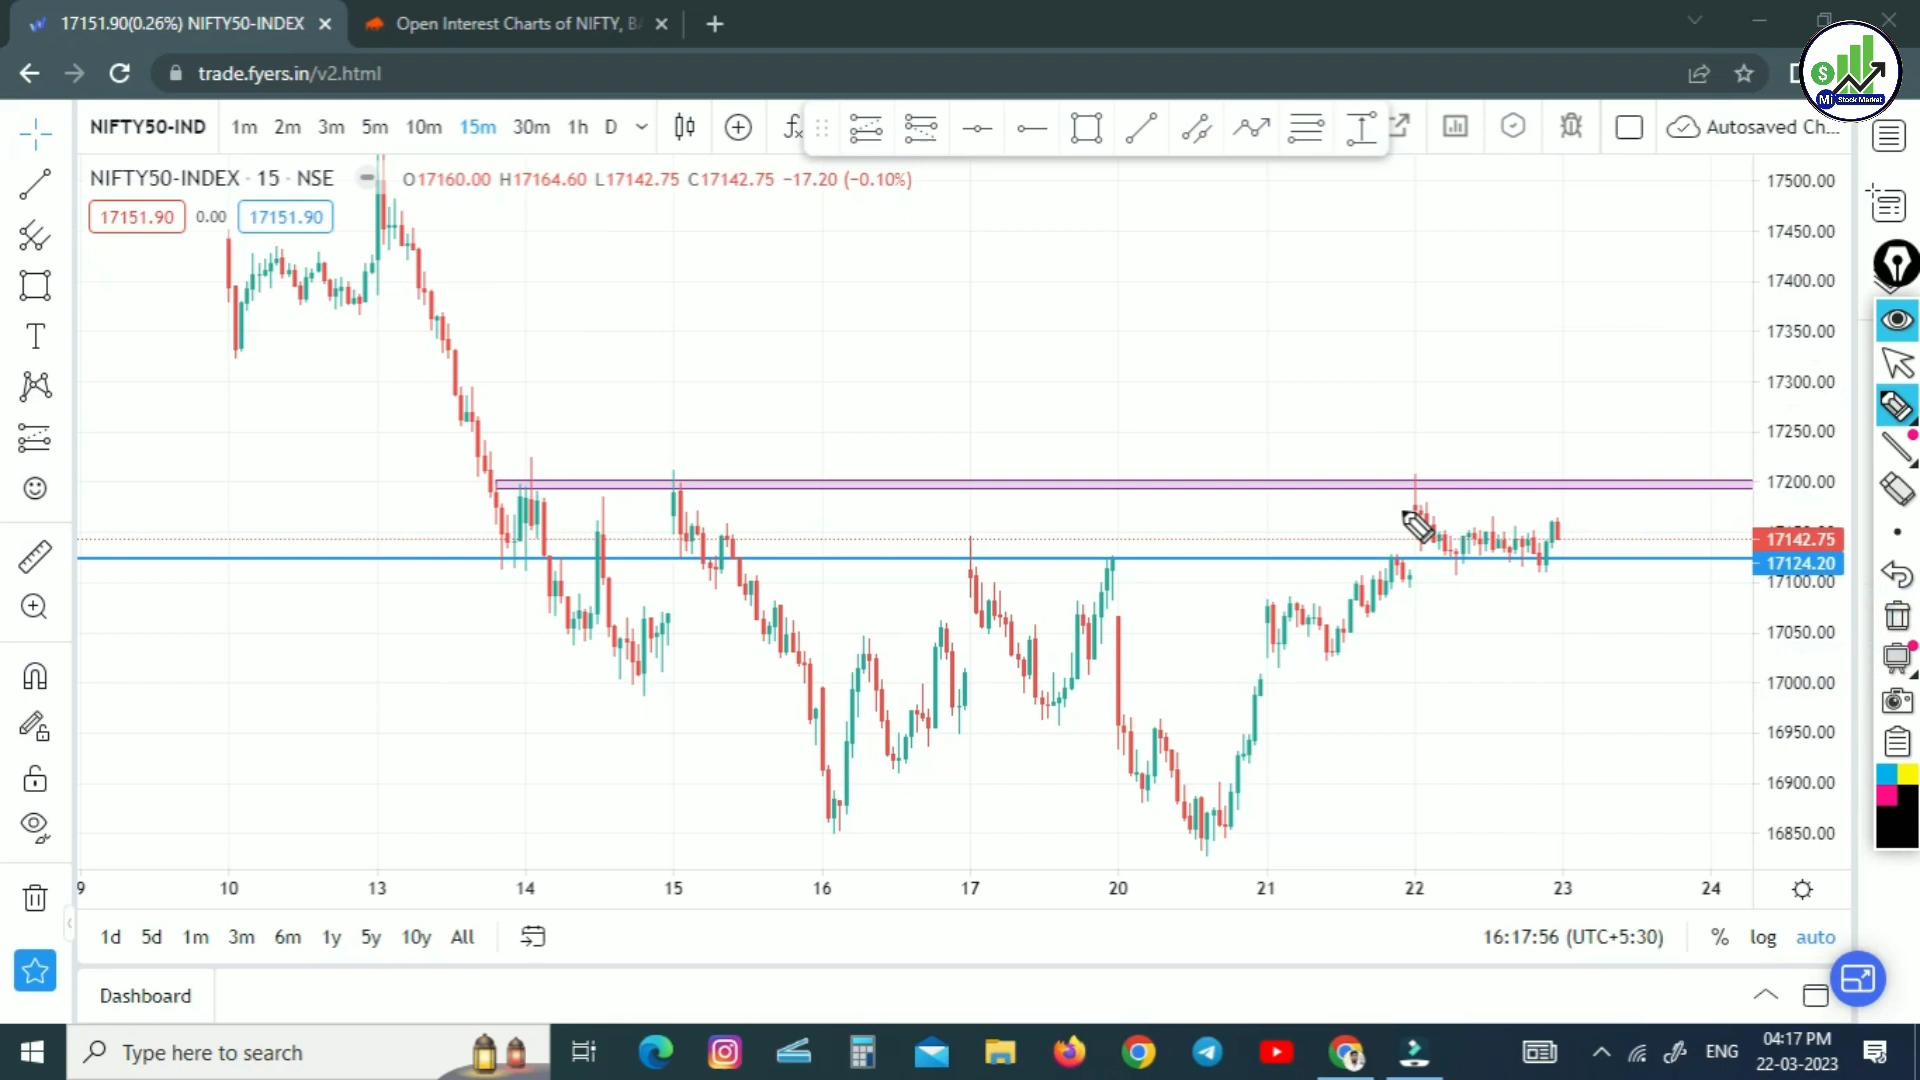 17151.90(0.26%) NIFTY50-INDEX
Open Interest Charts of NIFTY, B
trade.fyers.in/v2.html
$
Mi Stock Market
NIFTY50-IND 1m 2m 3m 5m 10m 15m 30m 1h D
Autosaved Ch...
NIFTY50-INDEX · 15 · NSE O17160.00 H17164.60 L17142.75 C17142.75 −17.20 (−0.10%)
17151.90 0.00 17151.90
17500.00
17450.00
17400.00
17350.00
17300.00
17250.00
17200.00
17142.75
17124.20
17100.00
17050.00
17000.00
16950.00
16900.00
16850.00
9 10 13 14 15 16 17 20 21 22 23 24
1d 5d 1m 3m 6m 1y 5y 10y All
16:17:56 (UTC+5:30) % log auto
Dashboard
Type here to search
ENG
04:17 PM
22-03-2023